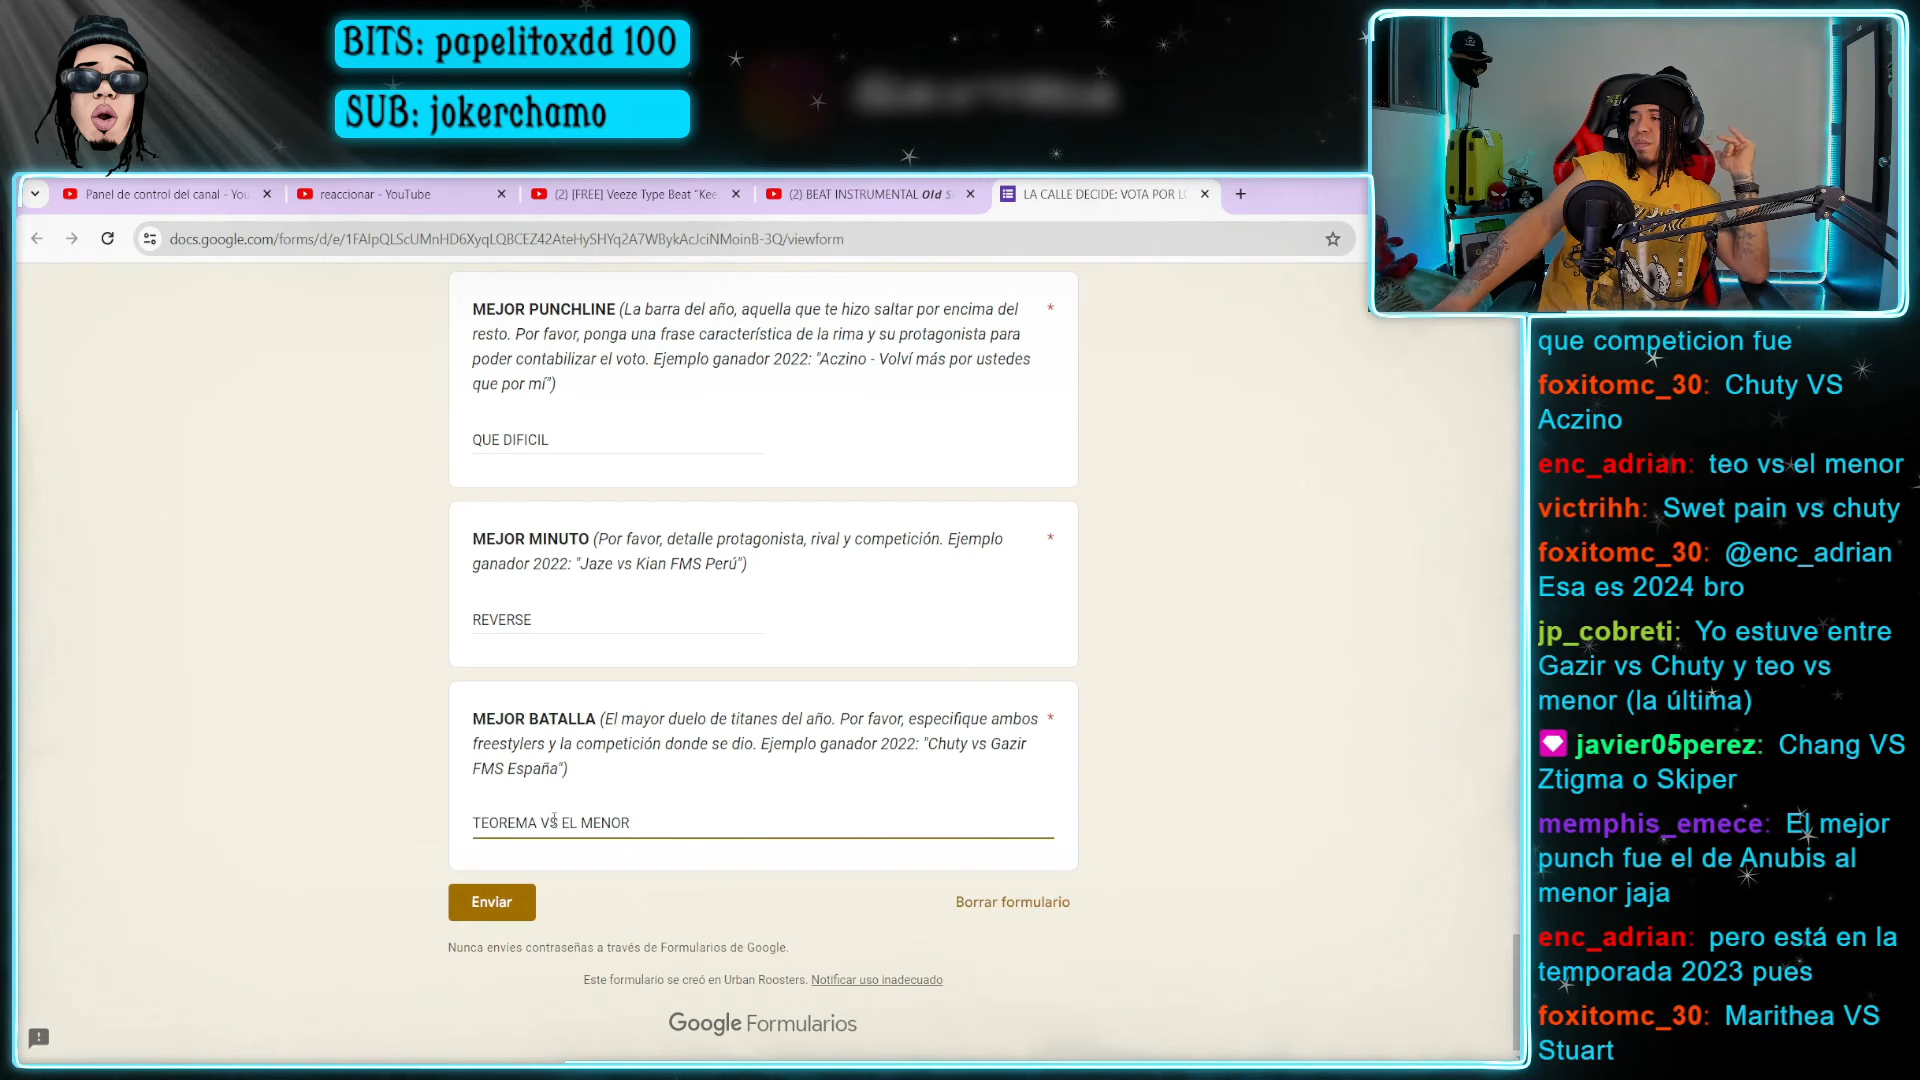 BITS: papelitoxdd 100
SUB: jokerchamo
Panel de control del canal - You
reaccionar - YouTube
(2) [FREE] Veeze Type Beat "Kee
(2) BEAT INSTRUMENTAL Old S
LA CALLE DECIDE: VOTA POR LO
docs.google.com/forms/d/e/1FAIpQLScUMnHD6XyqLQBCEZ42AteHySHYq2A7WBykAcJciNMoinB-3Q/viewform
MEJOR PUNCHLINE (La barra del año, aquella que te hizo saltar por encima del *
resto. Por favor, ponga una frase característica de la rima y su protagonista para
poder contabilizar el voto. Ejemplo ganador 2022: "Aczino - Volví más por ustedes
que por mí")
QUE DIFICIL
MEJOR MINUTO (Por favor, detalle protagonista, rival y competición. Ejemplo *
ganador 2022: "Jaze vs Kian FMS Perú")
REVERSE
MEJOR BATALLA (El mayor duelo de titanes del año. Por favor, especifique ambos *
freestylers y la competición donde se dio. Ejemplo ganador 2022: "Chuty vs Gazir
FMS España")
TEOREMA VS EL MENOR
Enviar
Borrar formulario
Nunca envíes contraseñas a través de Formularios de Google.
Este formulario se creó en Urban Roosters. Notificar uso inadecuado
Google Formularios
que competicion fue
foxitomc_30: Chuty VS
Aczino
enc_adrian: teo vs el menor
victrihh: Swet pain vs chuty
foxitomc_30: @enc_adrian
Esa es 2024 bro
jp_cobreti: Yo estuve entre
Gazir vs Chuty y teo vs
menor (la última)
javier05perez: Chang VS
Ztigma o Skiper
memphis_emece: El mejor
punch fue el de Anubis al
menor jaja
enc_adrian: pero está en la
temporada 2023 pues
foxitomc_30: Marithea VS
Stuart